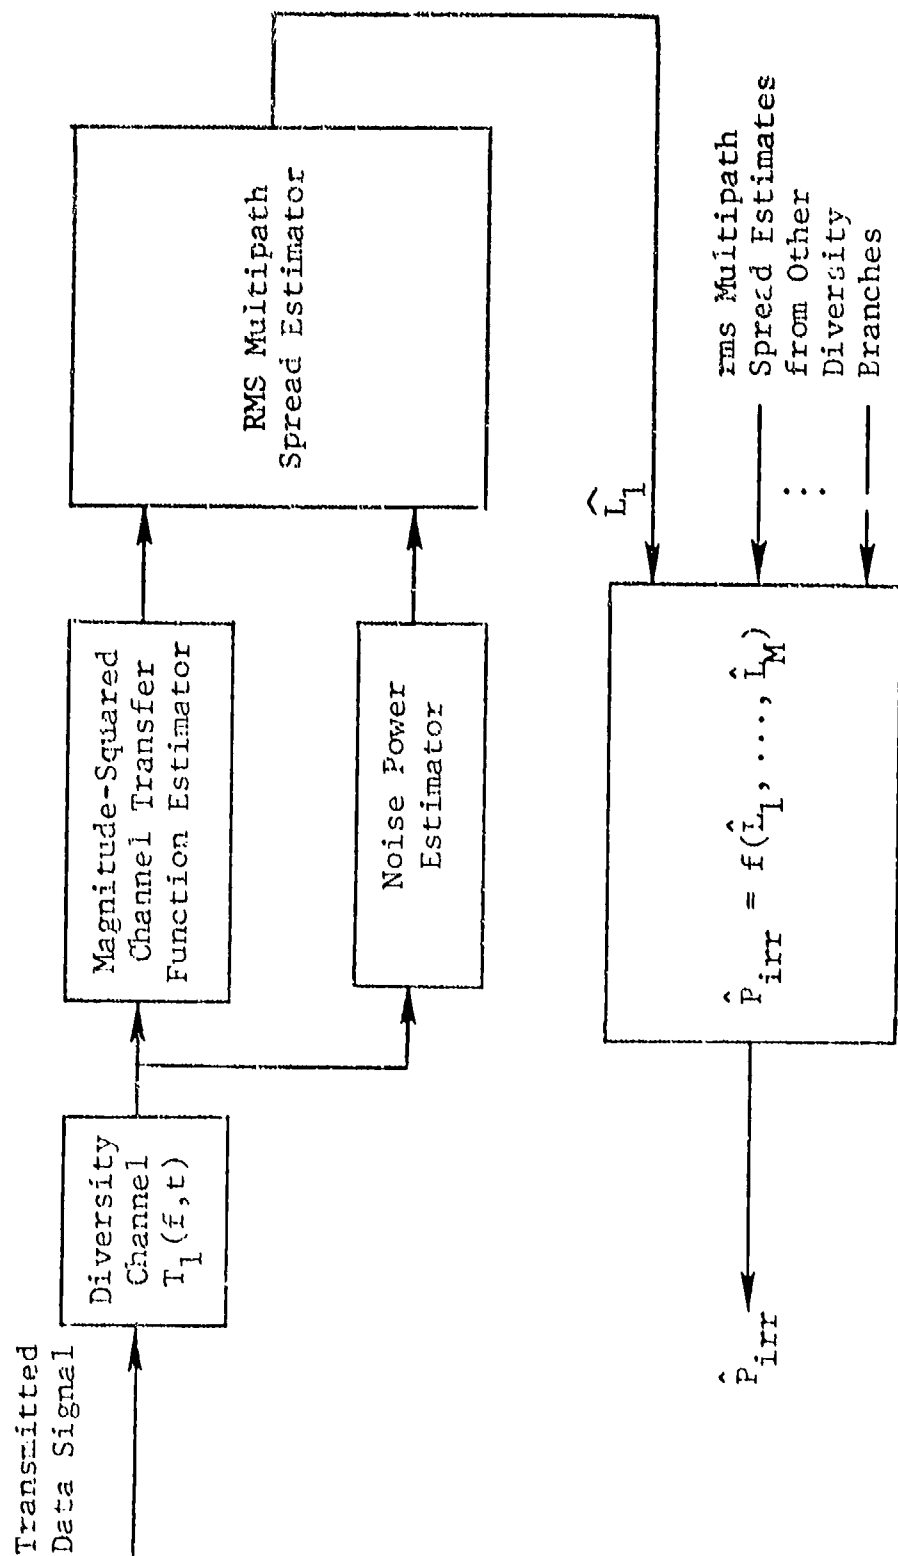 Transmitted
Data Signal
Diversity
Channel
T₁(f,t)
Magnitude-Squared
Channel Transfer
Function Estimator
Noise Power
Estimator
RMS Multipath
Spread Estimator
L̂₁
rms Multipath
Spread Estimates
from Other
Diversity
Branches
P̂irr = f(L̂₁, ..., L̂M)
P̂irr